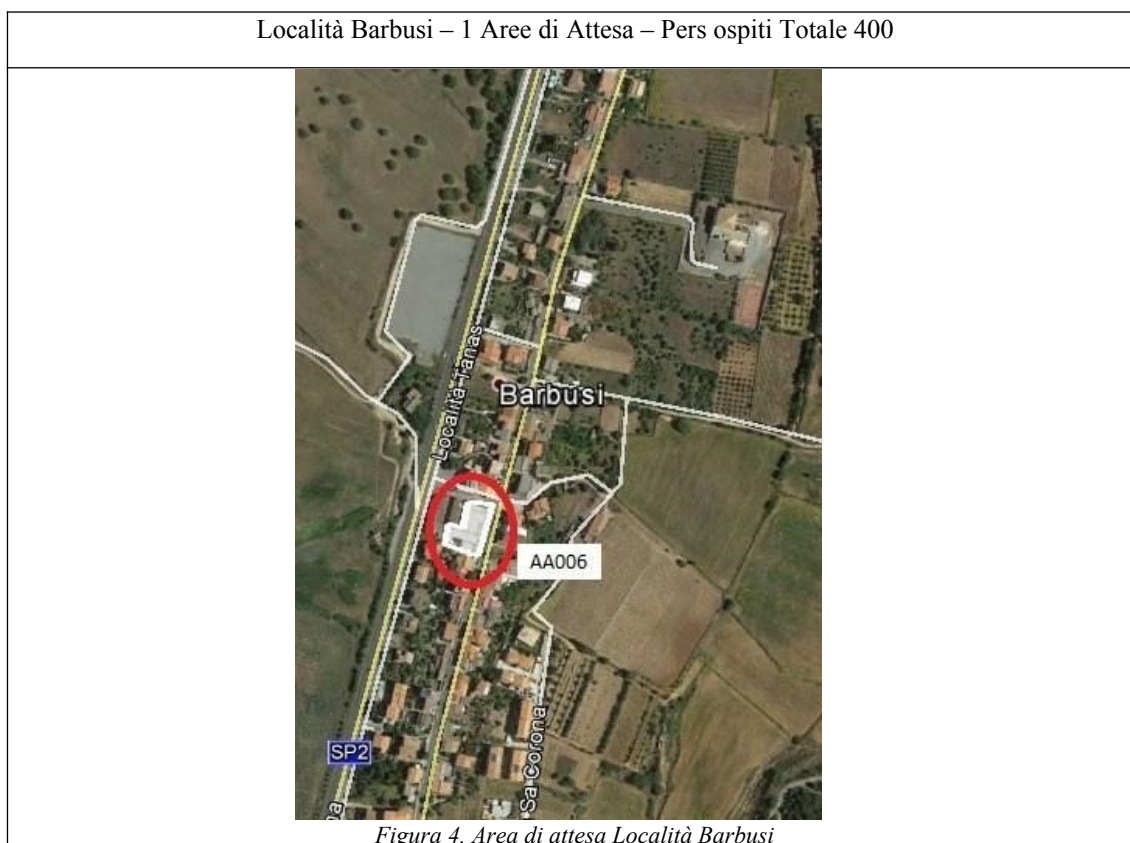 Località Barbusi – 1 Aree di Attesa – Pers ospiti Totale 400
Località Tanas
Barbusi
AA006
SP2
Sa Corona
na
Figura 4. Area di attesa Località Barbusi